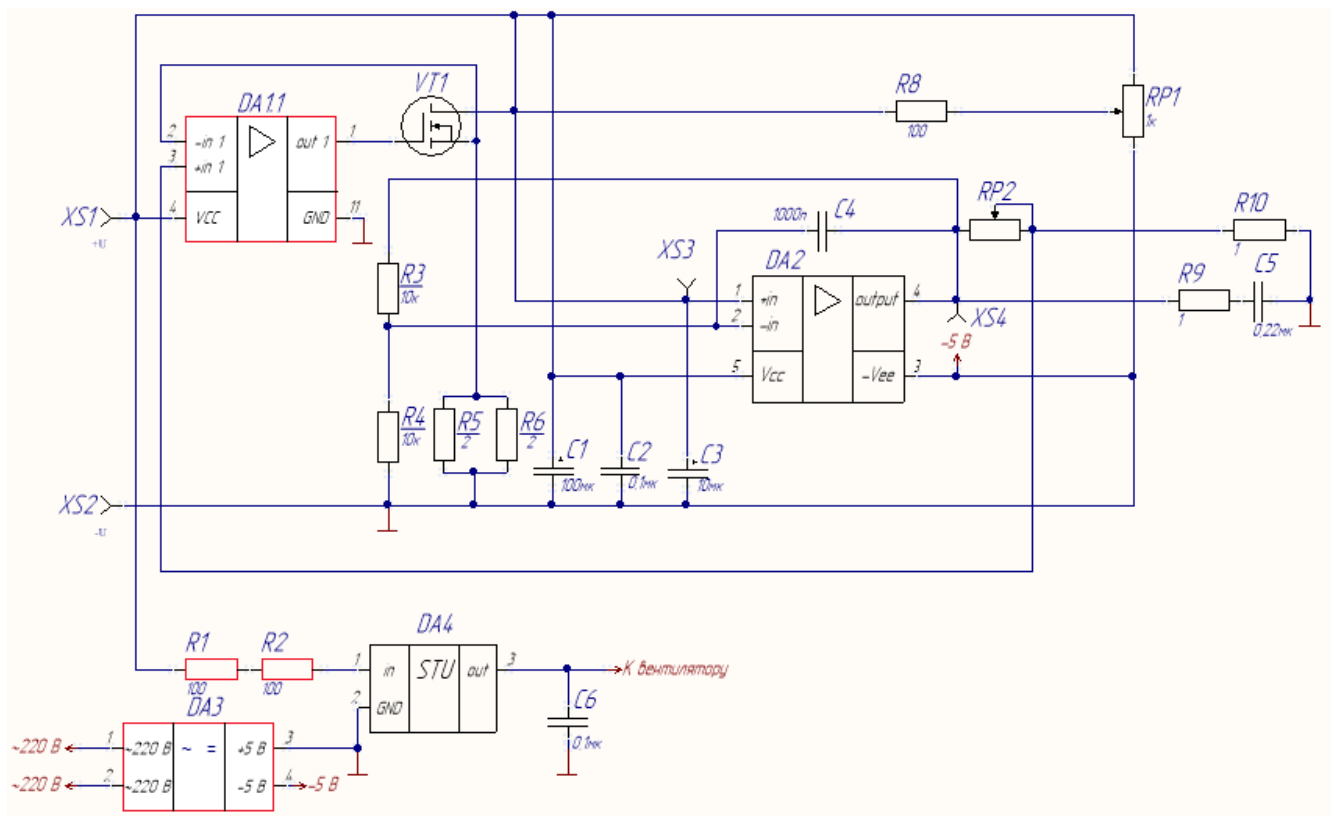 VT1
R8
100
RP1
1к
DA1.1
2
-in 1
out 1
1
3
+in 1
4
VCC
GND
11
XS1
+U
RP2
1000п
C4
R10
1
XS3
DA2
R9
1
C5
0,22мк
R3
10к
1
+in
output
4
2
-in
XS4
-5 В
5
Vcc
-Vee
3
R4
10к
R5
2
R6
2
C1
100мк
C2
0,1мк
C3
10мк
XS2
-U
DA4
R1
100
R2
100
1
in
STU
out
3
К вентилятору
2
GND
C6
0,1мк
DA3
~220 В
1
~220 В
~ =
+5 В
3
~220 В
2
~220 В
-5 В
4
-5 В